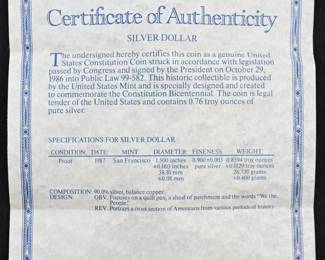 Certificate of Authenticity
SILVER DOLLAR
The undersigned hereby certifies this coin as a genuine United
States Constitution Coin struck in accordance with legislation
passed by Congress and signed by the President on October 29,
1986 into Public Law 99-582. This historic collectible is produced
by the United States Mint and is specially designed and created
to commemorate the Constitution Bicentennial. The coin is legal
tender of the United States and contains 0.76 troy ounces of
pure silver.
SPECIFICATIONS FOR SILVER DOLLAR
CONDITION DATE MINT DIAMETER FINENESS WEIGHT
Proof 1987 San Francisco 1.500 inches 0.900 ±0.003 0.8594 troy ounces
±0.003 inches pure silver ±0.0129 troy ounces
38.10 mm 26.730 grams
±0.08 mm ±0.400 grams
COMPOSITION: 90.0% silver, balance copper.
DESIGN: OBV. Focuses on a quill pen, a sheaf of parchment and the words "We the
People."
REV. Portrays a cross section of Americans from various periods of history